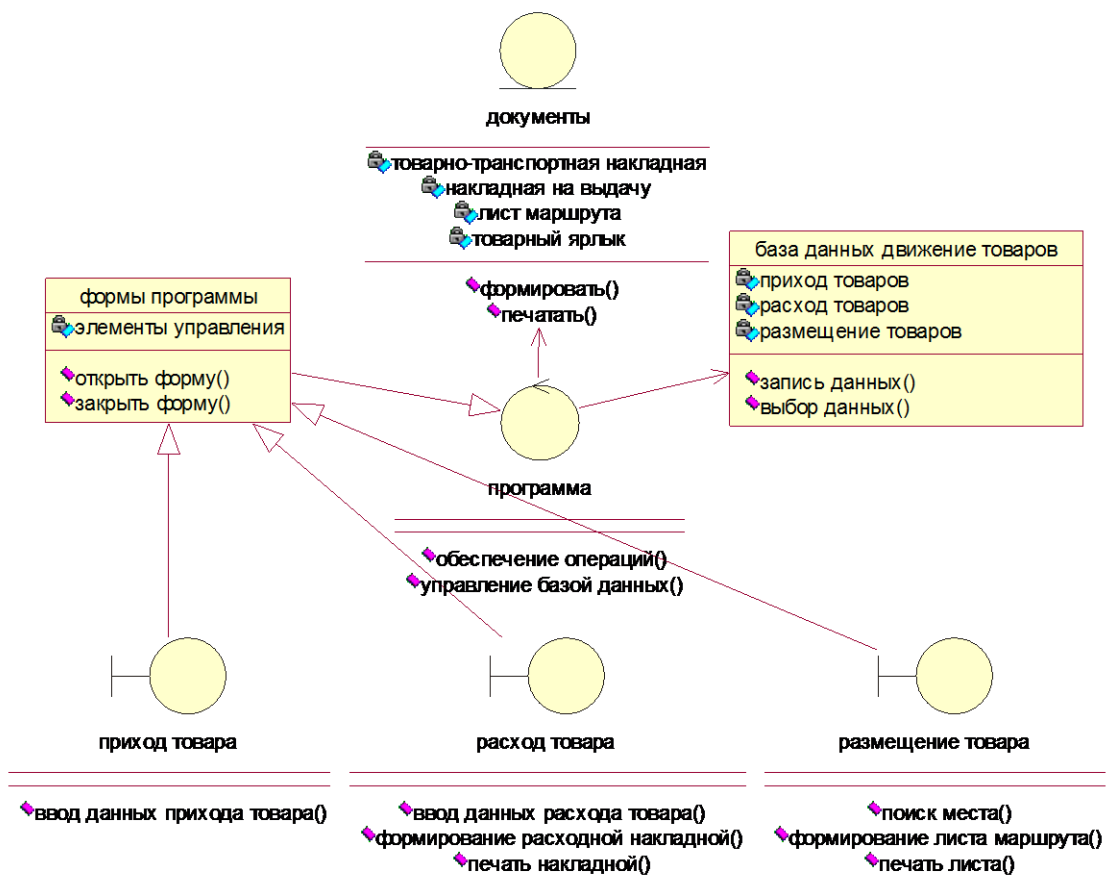 документы
товарно-транспортная накладная
накладная на выдачу
лист маршрута
товарный ярлык
формировать()
печатать()
база данных движение товаров
приход товаров
расход товаров
размещение товаров
запись данных()
выбор данных()
формы программы
элементы управления
открыть форму()
закрыть форму()
программа
обеспечение операций()
управление базой данных()
приход товара
ввод данных прихода товара()
расход товара
ввод данных расхода товара()
формирование расходной накладной()
печать накладной()
размещение товара
поиск места()
формирование листа маршрута()
печать листа()